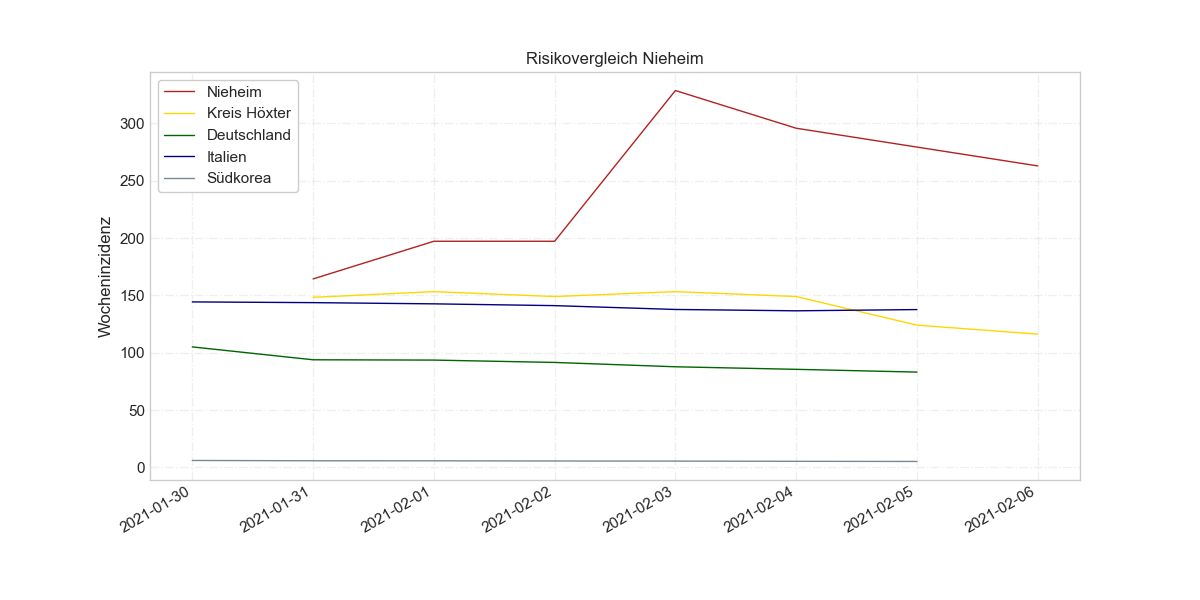 Risikovergleich Nieheim
Nieheim
Kreis Höxter
Deutschland
Italien
Südkorea
Wocheninzidenz
300
250
200
150
100
50
0
2021-01-30
2021-01-31
2021-02-01
2021-02-02
2021-02-03
2021-02-04
2021-02-05
2021-02-06